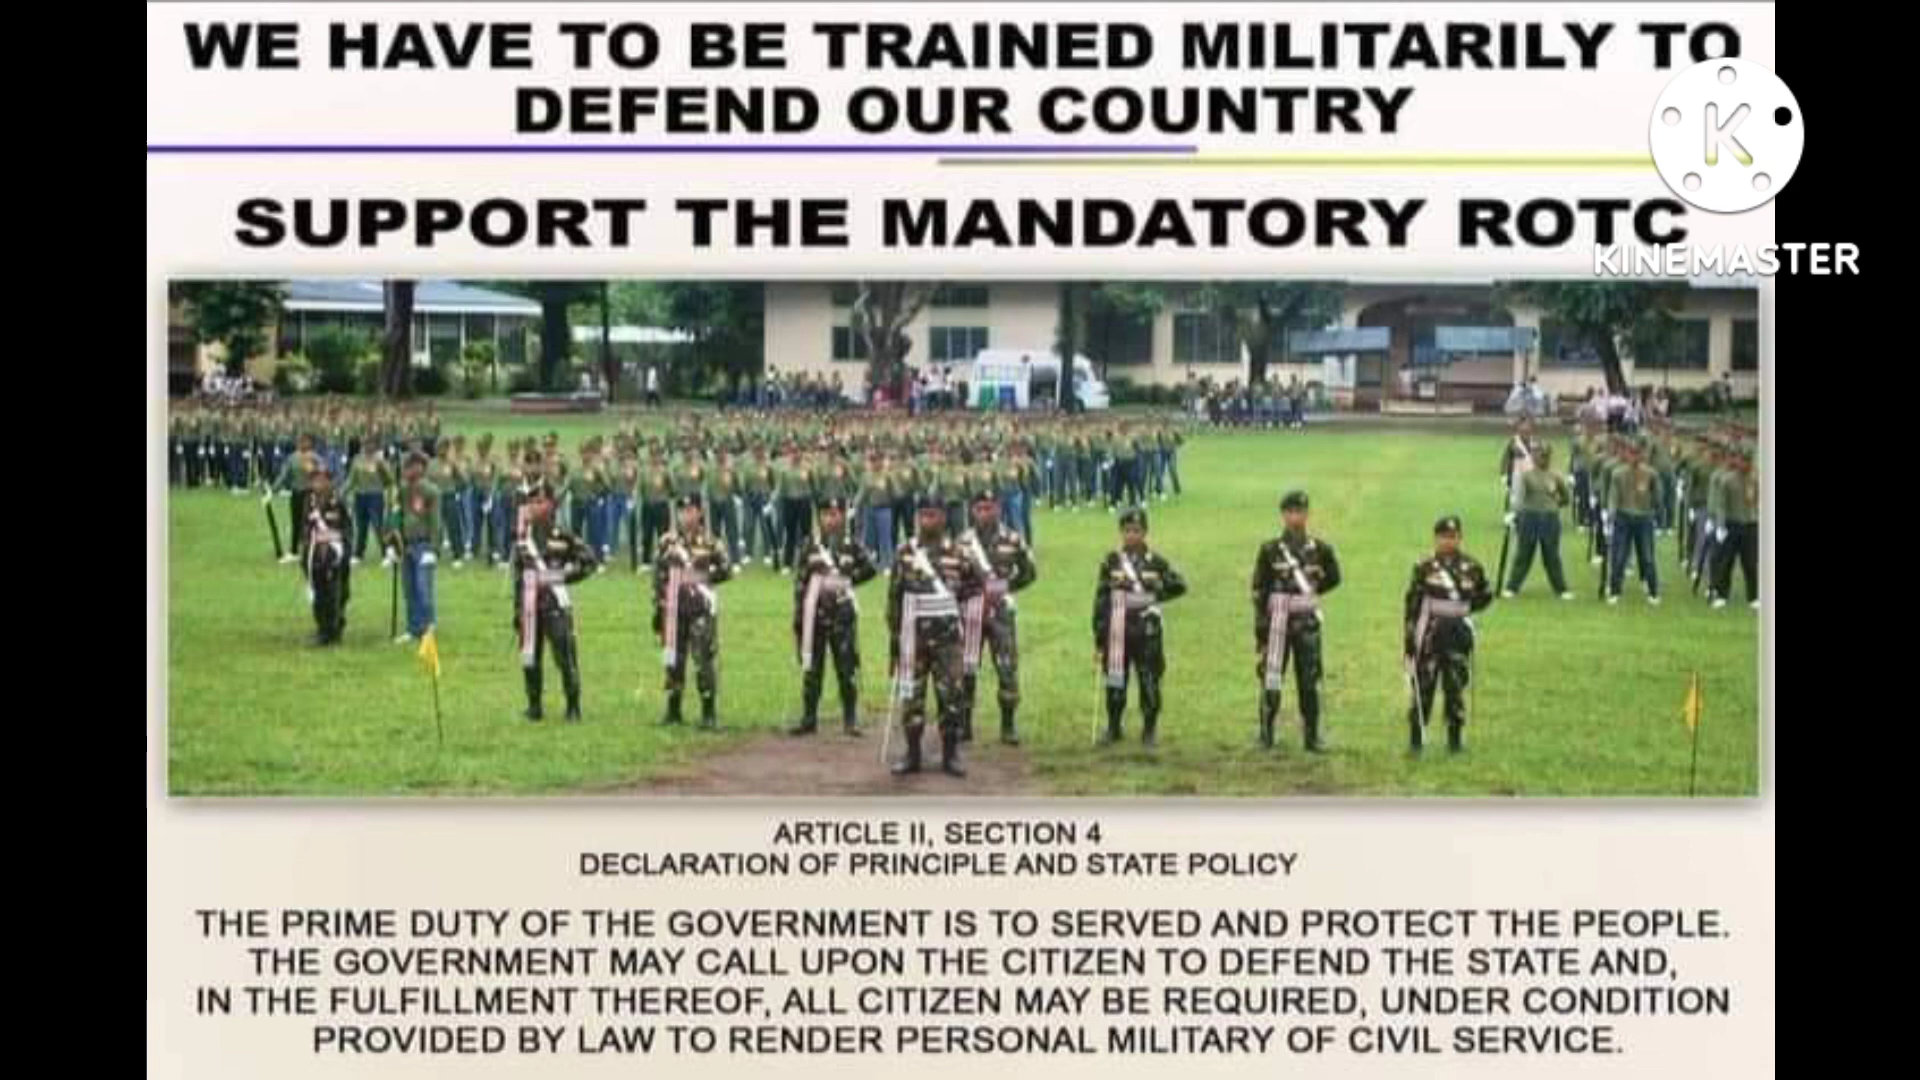 WE HAVE TO BE TRAINED MILITARILY TO
DEFEND OUR COUNTRY
SUPPORT THE MANDATORY ROTC
K
KINEMASTER
ARTICLE II, SECTION 4
DECLARATION OF PRINCIPLE AND STATE POLICY
THE PRIME DUTY OF THE GOVERNMENT IS TO SERVED AND PROTECT THE PEOPLE.
THE GOVERNMENT MAY CALL UPON THE CITIZEN TO DEFEND THE STATE AND,
IN THE FULFILLMENT THEREOF, ALL CITIZEN MAY BE REQUIRED, UNDER CONDITION
PROVIDED BY LAW TO RENDER PERSONAL MILITARY OF CIVIL SERVICE.